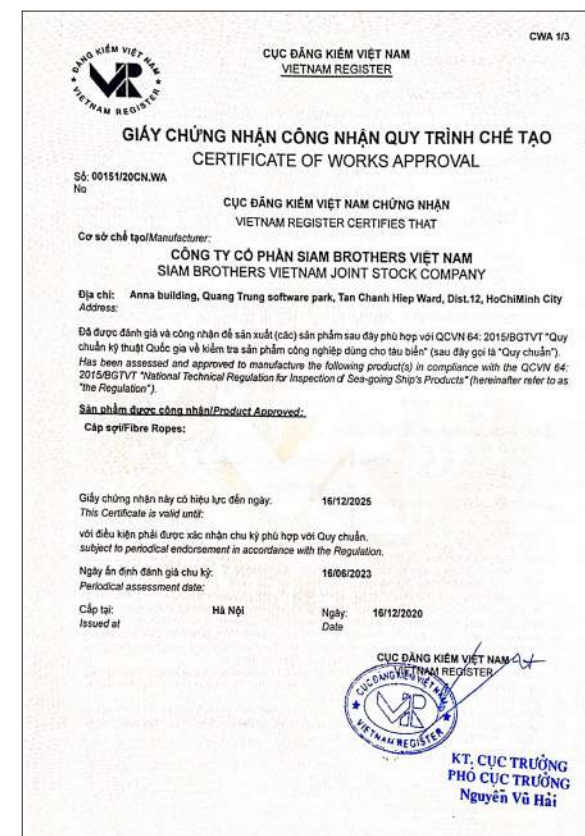 CWA 1/3
ĐĂNG KIỂM VIỆT NAM
VR
VIETNAM REGISTER
CỤC ĐĂNG KIỂM VIỆT NAM
VIETNAM REGISTER
GIẤY CHỨNG NHẬN CÔNG NHẬN QUY TRÌNH CHẾ TẠO
CERTIFICATE OF WORKS APPROVAL
Số: 00151/20CN.WA
No
CỤC ĐĂNG KIỂM VIỆT NAM CHỨNG NHẬN
VIETNAM REGISTER CERTIFIES THAT
Cơ sở chế tạo/Manufacturer:
CÔNG TY CỔ PHẦN SIAM BROTHERS VIỆT NAM
SIAM BROTHERS VIETNAM JOINT STOCK COMPANY
Địa chỉ: Anna building, Quang Trung software park, Tan Chanh Hiep Ward, Dist.12, HoChiMinh City
Address:
Đã được đánh giá và công nhận để sản xuất (các) sản phẩm sau đây phù hợp với QCVN 64: 2015/BGTVT "Quy
chuẩn kỹ thuật Quốc gia về kiểm tra sản phẩm công nghiệp dùng cho tàu biển" (sau đây gọi là "Quy chuẩn").
Has been assessed and approved to manufacture the following product(s) in compliance with the QCVN 64:
2015/BGTVT "National Technical Regulation for Inspection of Sea-going Ship's Products" (hereinafter refer to as
"the Regulation").
Sản phẩm được công nhận/Product Approved:
Cáp sợi/Fibre Ropes:
Giấy chứng nhận này có hiệu lực đến ngày: 16/12/2025
This Certificate is valid until:
với điều kiện phải được xác nhận chu kỳ phù hợp với Quy chuẩn.
subject to periodical endorsement in accordance with the Regulation.
Ngày ấn định đánh giá chu kỳ: 16/06/2023
Periodical assessment date:
Cấp tại: Hà Nội Ngày: 16/12/2020
Issued at Date
CỤC ĐĂNG KIỂM VIỆT NAM
VIETNAM REGISTER
CỤC ĐĂNG KIỂM VIỆT NAM
VR
VIETNAM REGISTER
KT. CỤC TRƯỞNG
PHÓ CỤC TRƯỞNG
Nguyễn Vũ Hải